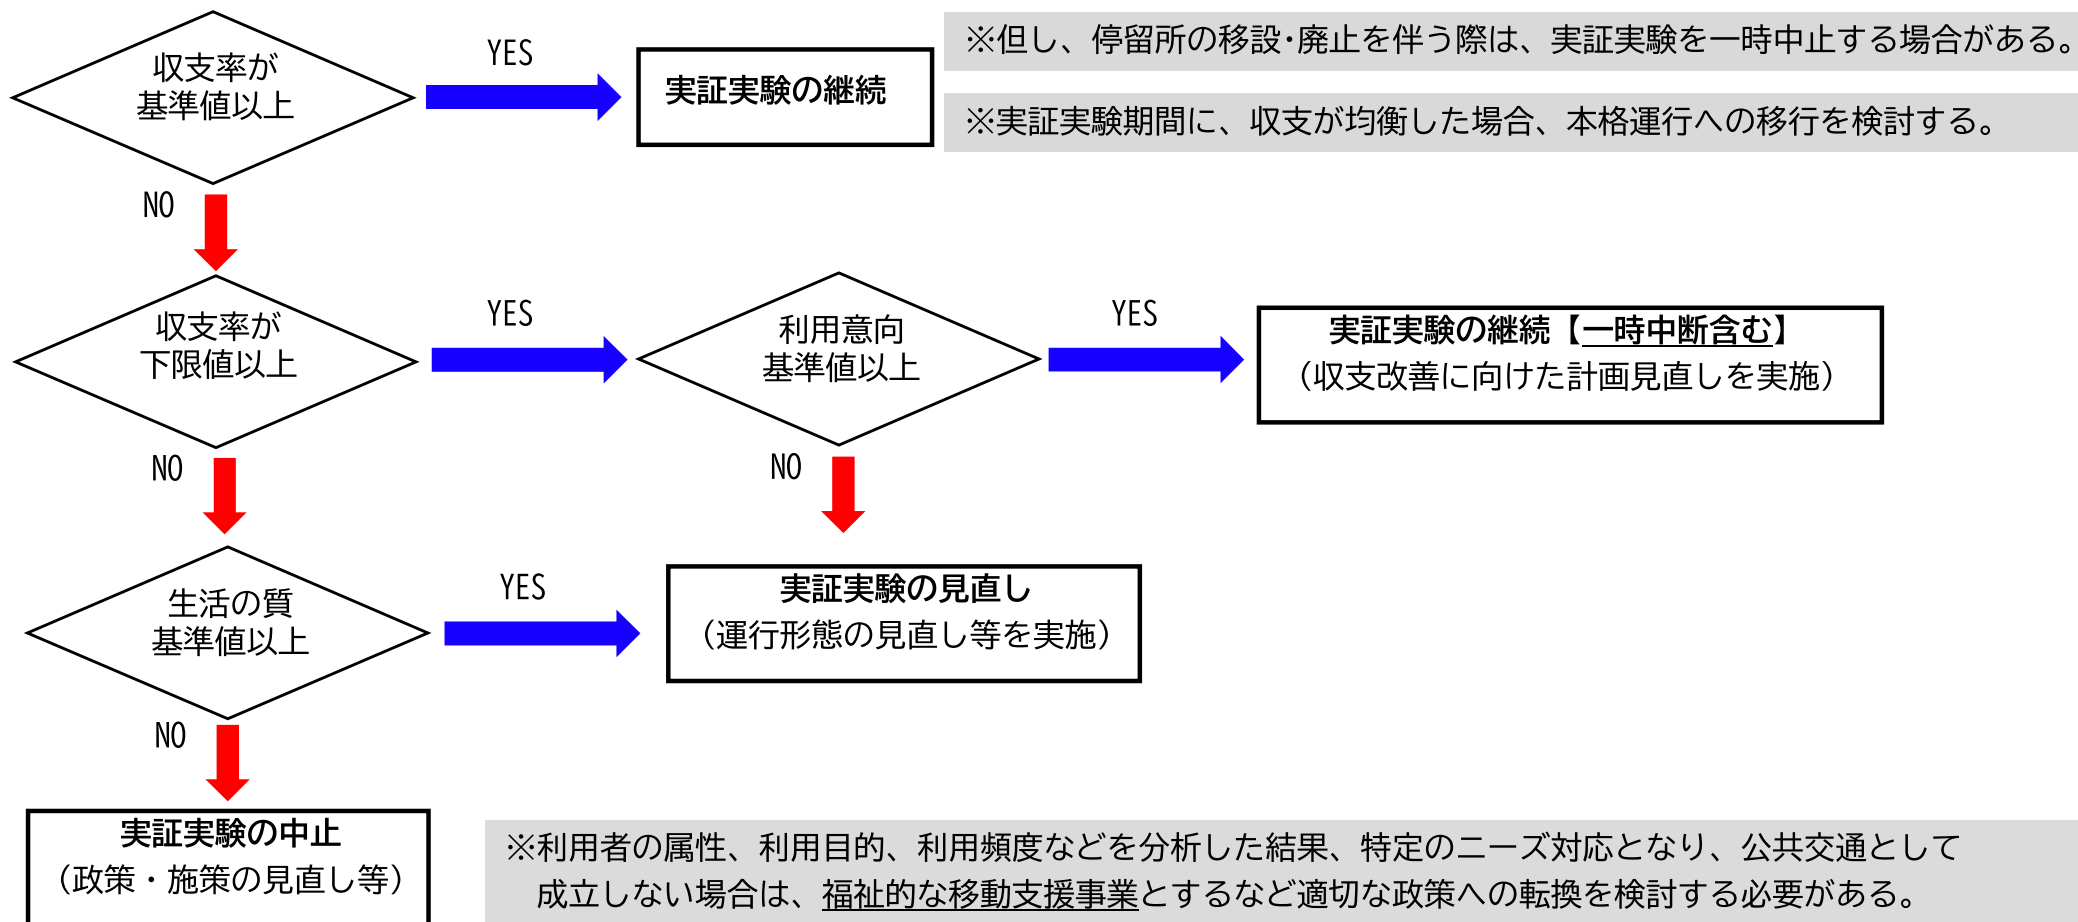 収支率が
基準値以上
YES
実証実験の継続
※但し、停留所の移設・廃止を伴う際は、実証実験を一時中止する場合がある。
※実証実験期間に、収支が均衡した場合、本格運行への移行を検討する。
NO
収支率が
下限値以上
YES
利用意向
基準値以上
YES
実証実験の継続【一時中断含む】
（収支改善に向けた計画見直しを実施）
NO
NO
生活の質
基準値以上
YES
実証実験の見直し
（運行形態の見直し等を実施）
NO
実証実験の中止
（政策・施策の見直し等）
※利用者の属性、利用目的、利用頻度などを分析した結果、特定のニーズ対応となり、公共交通として
成立しない場合は、福祉的な移動支援事業とするなど適切な政策への転換を検討する必要がある。